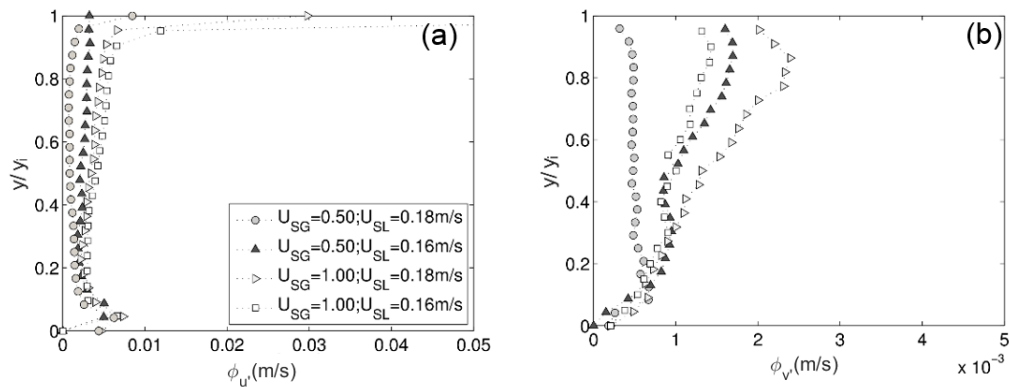 (a)
1
0.8
0.6
0.4
0.2
0
y/ yᵢ
U_SG=0.50;U_SL=0.18m/s
U_SG=0.50;U_SL=0.16m/s
U_SG=1.00;U_SL=0.18m/s
U_SG=1.00;U_SL=0.16m/s
0 0.01 0.02 0.03 0.04 0.05
ϕ_u'(m/s)
(b)
1
0.8
0.6
0.4
0.2
0
y/ yᵢ
0 1 2 3 4 5
x 10⁻³
ϕ_v'(m/s)